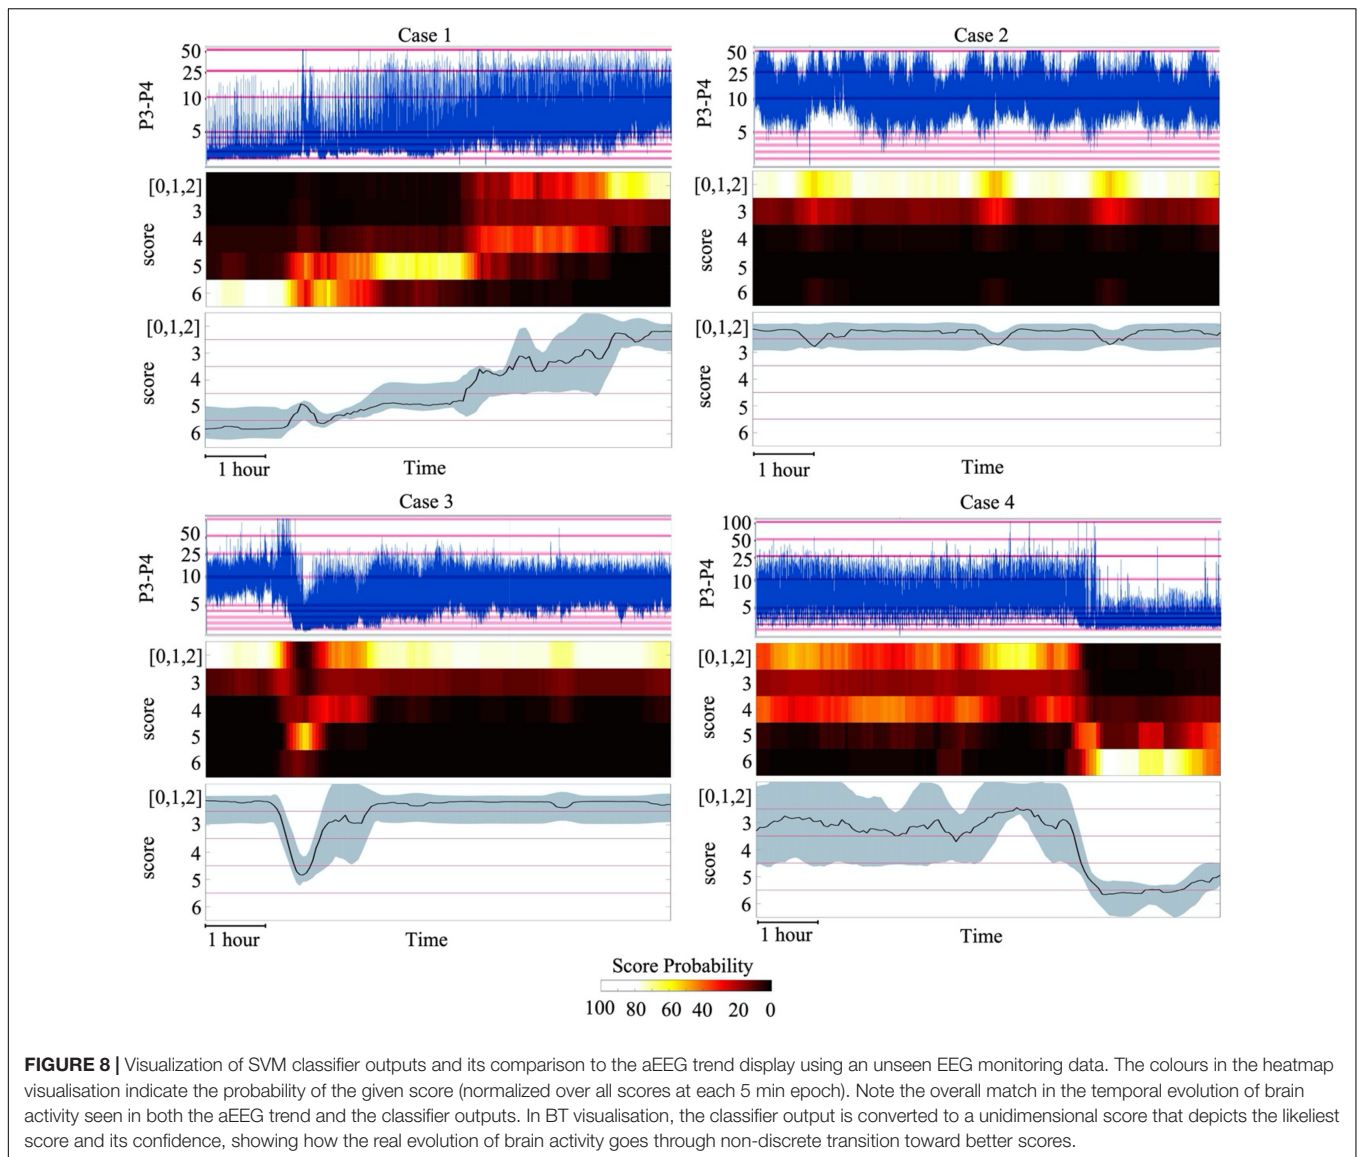 Case 1
50
25
10
5
P3-P4
[0,1,2]
3
4
5
6
score
[0,1,2]
3
4
5
6
score
1 hour
Time
Case 2
50
25
10
5
P3-P4
[0,1,2]
3
4
5
6
score
[0,1,2]
3
4
5
6
score
1 hour
Time
Case 3
50
25
10
5
P3-P4
[0,1,2]
3
4
5
6
score
[0,1,2]
3
4
5
6
score
1 hour
Time
Case 4
100
50
25
10
5
P3-P4
[0,1,2]
3
4
5
6
score
[0,1,2]
3
4
5
6
score
1 hour
Time
Score Probability
100 80 60 40 20 0
FIGURE 8 | Visualization of SVM classifier outputs and its comparison to the aEEG trend display using an unseen EEG monitoring data. The colours in the heatmap
visualisation indicate the probability of the given score (normalized over all scores at each 5 min epoch). Note the overall match in the temporal evolution of brain
activity seen in both the aEEG trend and the classifier outputs. In BT visualisation, the classifier output is converted to a unidimensional score that depicts the likeliest
score and its confidence, showing how the real evolution of brain activity goes through non-discrete transition toward better scores.